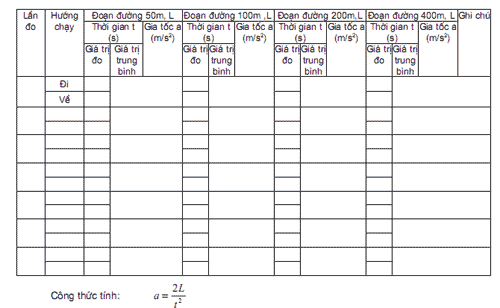 Lần đo Hướng chạy Đoạn đường 50m, L Đoạn đường 100m ,L Đoạn đường 200m,L Đoạn đường 400m, L Ghi chú
Thời gian t (s) Gia tốc a (m/s²) Thời gian t (s) Gia tốc a (m/s²) Thời gian t (s) Gia tốc a (m/s²) Thời gian t (s) Gia tốc a (m/s²)
Giá trị đo Giá trị trung bình Giá trị đo Giá trị trung bình Giá trị đo Giá trị trung bình Giá trị đo Giá trị trung bình
Đi
Về
Công thức tính: a = 2L / t²